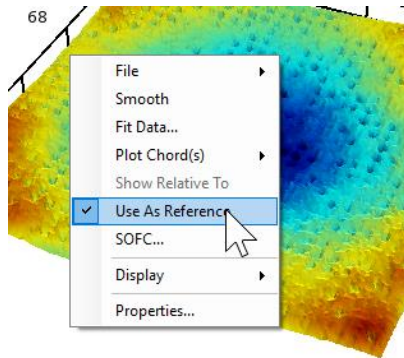 68
File
Smooth
Fit Data...
Plot Chord(s)
Show Relative To
Use As Reference
SOFC...
Display
Properties...